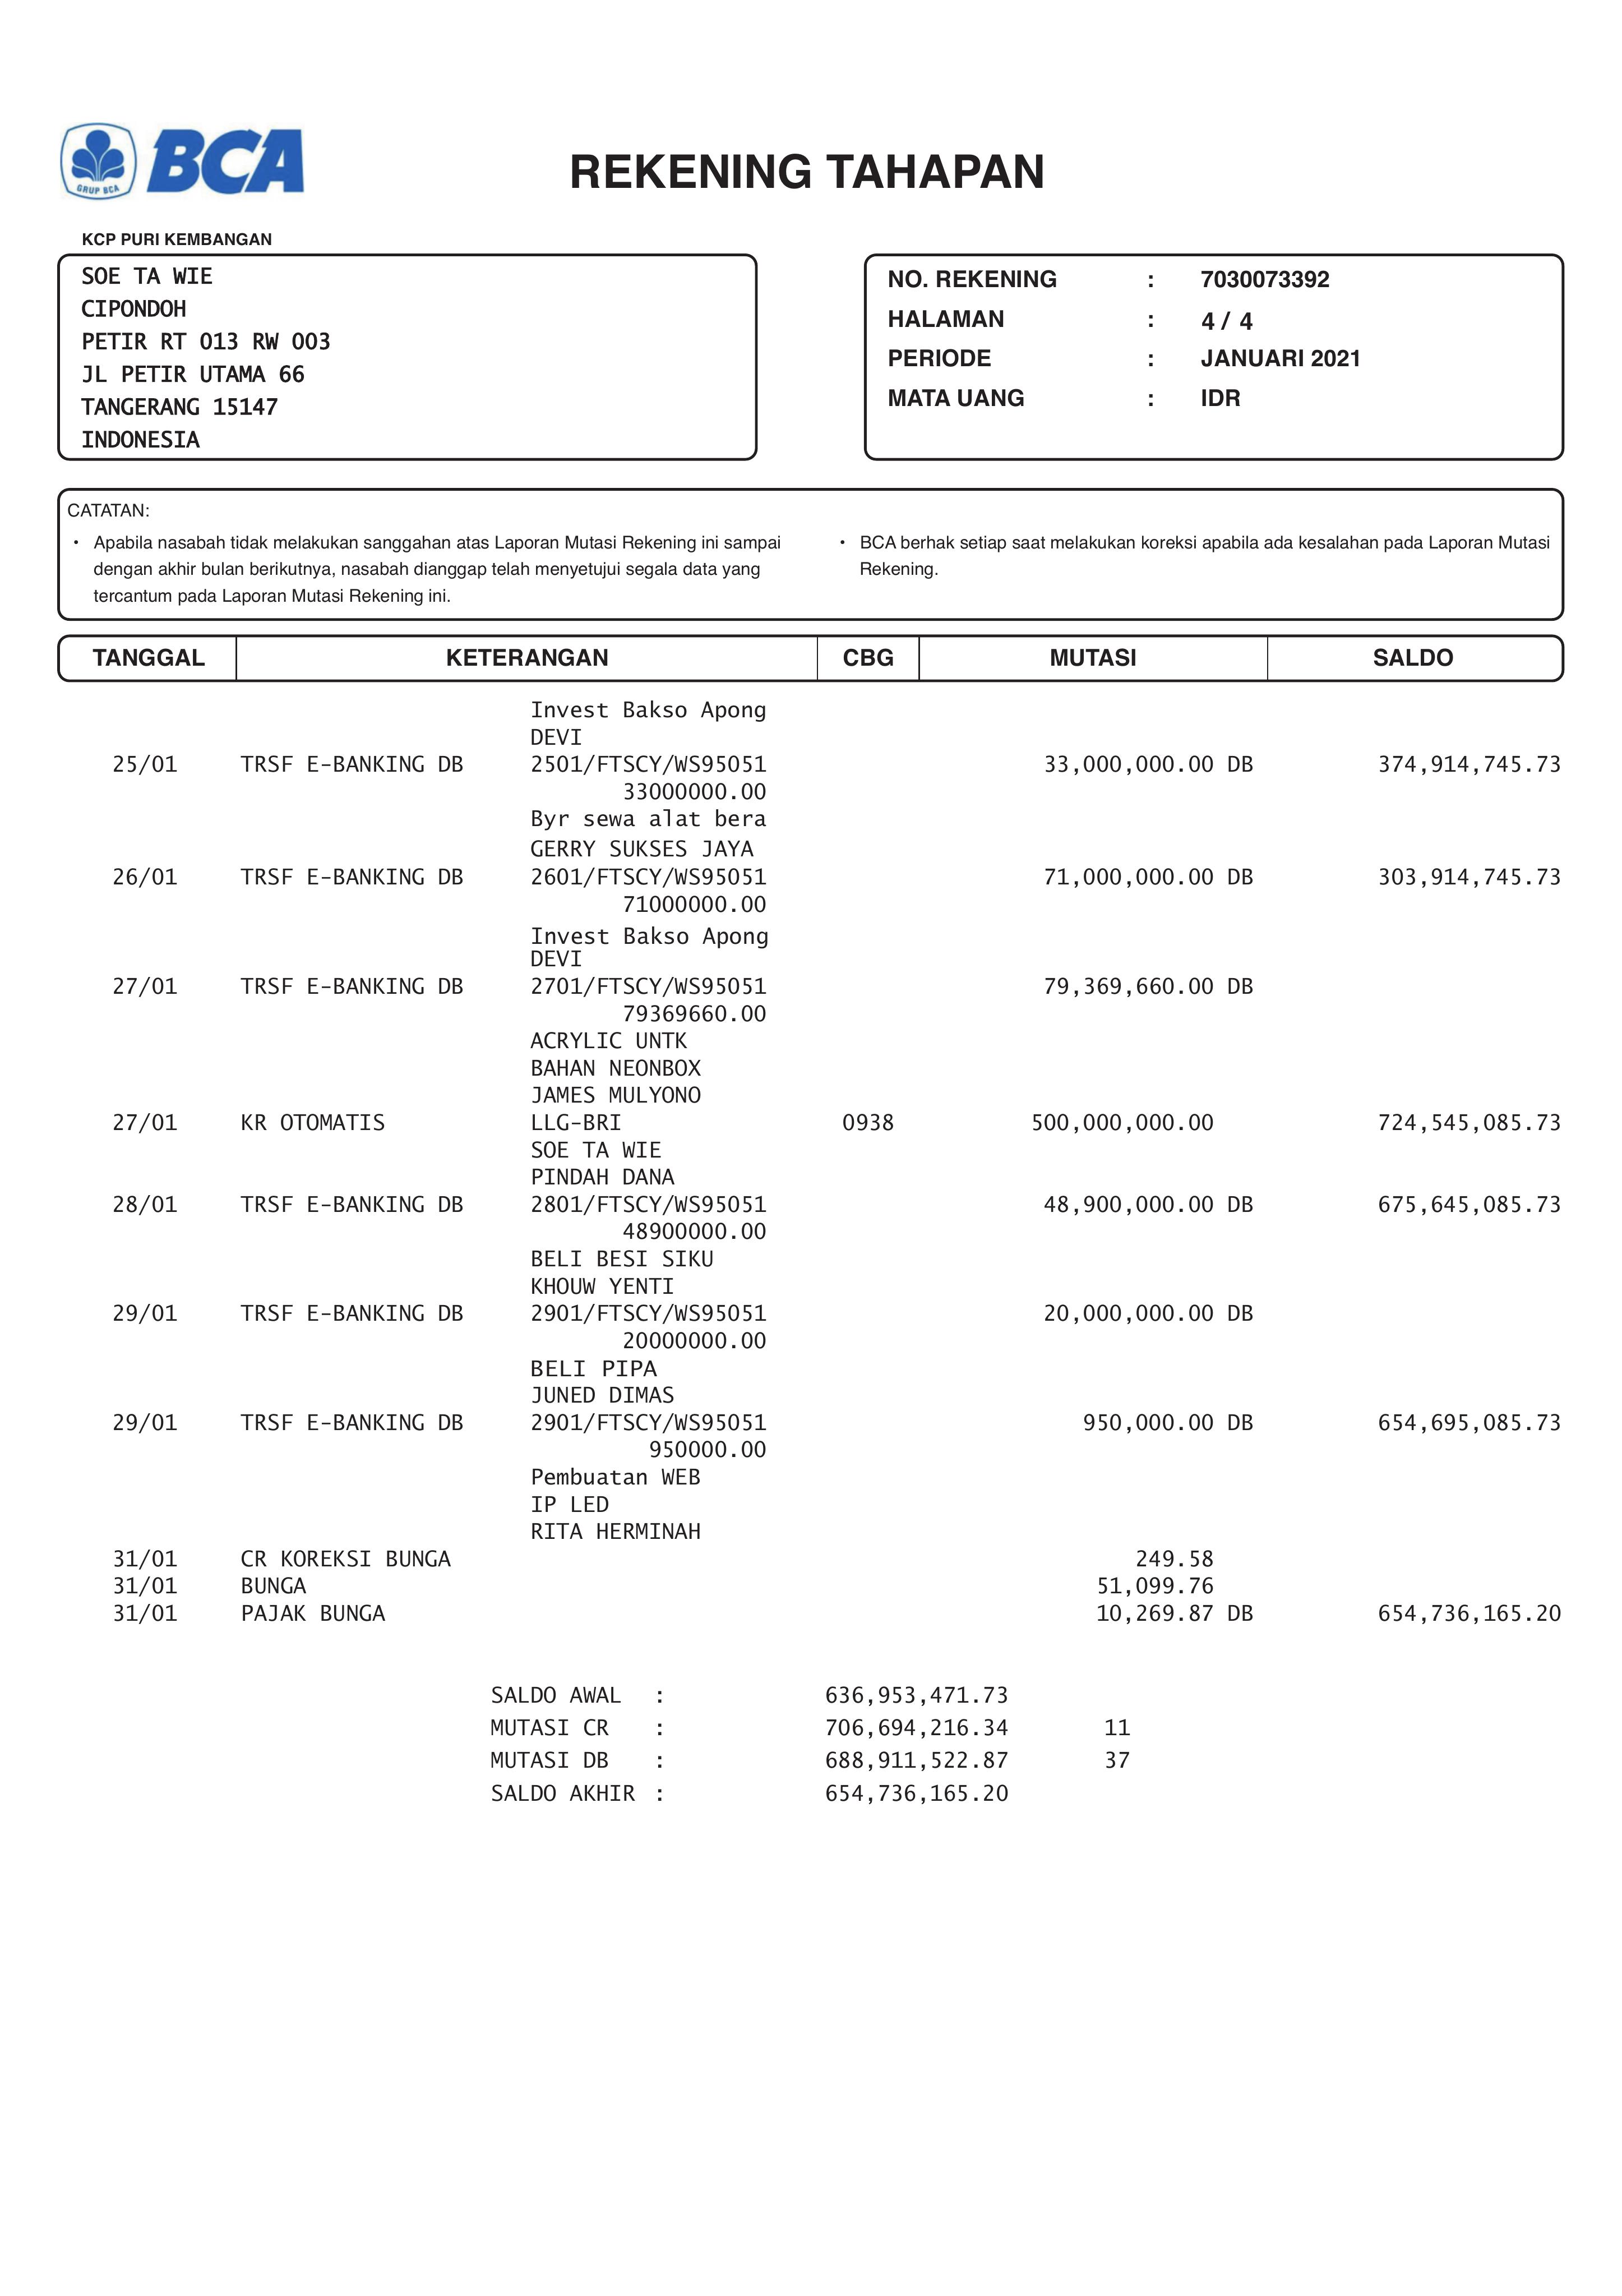 GRUP BCA
BCA
REKENING TAHAPAN
KCP PURI KEMBANGAN
SOE TA WIE
CIPONDOH
PETIR RT 013 RW 003
JL PETIR UTAMA 66
TANGERANG 15147
INDONESIA
NO. REKENING : 7030073392
HALAMAN : 4 / 4
PERIODE : JANUARI 2021
MATA UANG : IDR
CATATAN:
• Apabila nasabah tidak melakukan sanggahan atas Laporan Mutasi Rekening ini sampai
dengan akhir bulan berikutnya, nasabah dianggap telah menyetujui segala data yang
tercantum pada Laporan Mutasi Rekening ini.
• BCA berhak setiap saat melakukan koreksi apabila ada kesalahan pada Laporan Mutasi
Rekening.
TANGGAL KETERANGAN CBG MUTASI SALDO
Invest Bakso Apong
DEVI
25/01 TRSF E-BANKING DB 2501/FTSCY/WS95051 33,000,000.00 DB 374,914,745.73
33000000.00
Byr sewa alat bera
GERRY SUKSES JAYA
26/01 TRSF E-BANKING DB 2601/FTSCY/WS95051 71,000,000.00 DB 303,914,745.73
71000000.00
Invest Bakso Apong
DEVI
27/01 TRSF E-BANKING DB 2701/FTSCY/WS95051 79,369,660.00 DB
79369660.00
ACRYLIC UNTK
BAHAN NEONBOX
JAMES MULYONO
27/01 KR OTOMATIS LLG-BRI 0938 500,000,000.00 724,545,085.73
SOE TA WIE
PINDAH DANA
28/01 TRSF E-BANKING DB 2801/FTSCY/WS95051 48,900,000.00 DB 675,645,085.73
48900000.00
BELI BESI SIKU
KHOUW YENTI
29/01 TRSF E-BANKING DB 2901/FTSCY/WS95051 20,000,000.00 DB
20000000.00
BELI PIPA
JUNED DIMAS
29/01 TRSF E-BANKING DB 2901/FTSCY/WS95051 950,000.00 DB 654,695,085.73
950000.00
Pembuatan WEB
IP LED
RITA HERMINAH
31/01 CR KOREKSI BUNGA 249.58
31/01 BUNGA 51,099.76
31/01 PAJAK BUNGA 10,269.87 DB 654,736,165.20
SALDO AWAL : 636,953,471.73
MUTASI CR : 706,694,216.34 11
MUTASI DB : 688,911,522.87 37
SALDO AKHIR : 654,736,165.20